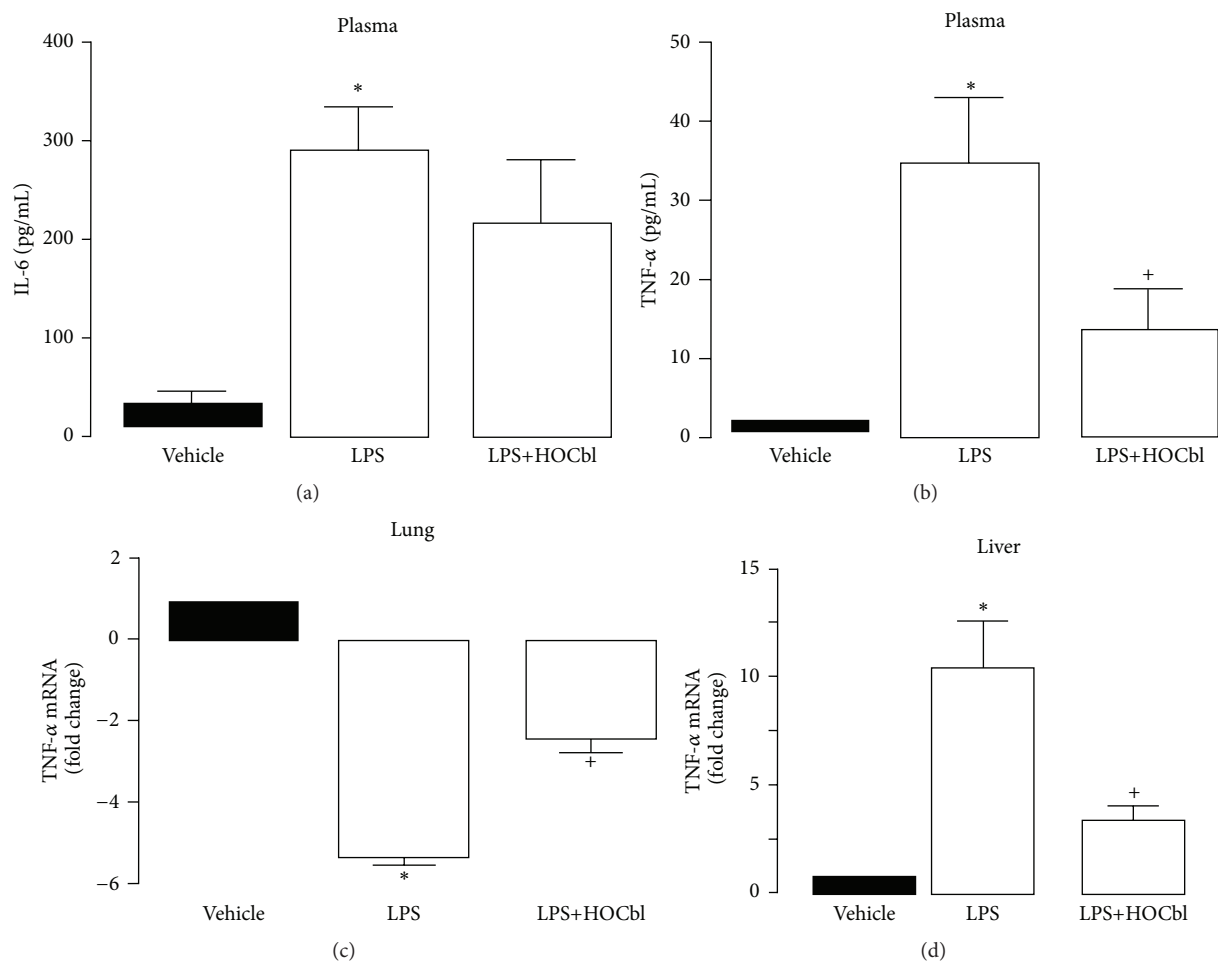 Plasma
400
300
200
100
0
IL-6 (pg/mL)
*
Vehicle
LPS
LPS+HOCbl
(a)
Plasma
50
40
30
20
10
0
TNF-α (pg/mL)
*
+
Vehicle
LPS
LPS+HOCbl
(b)
Lung
2
0
−2
−4
−6
TNF-α mRNA
(fold change)
*
+
Vehicle
LPS
LPS+HOCbl
(c)
Liver
15
10
5
0
TNF-α mRNA
(fold change)
*
+
Vehicle
LPS
LPS+HOCbl
(d)